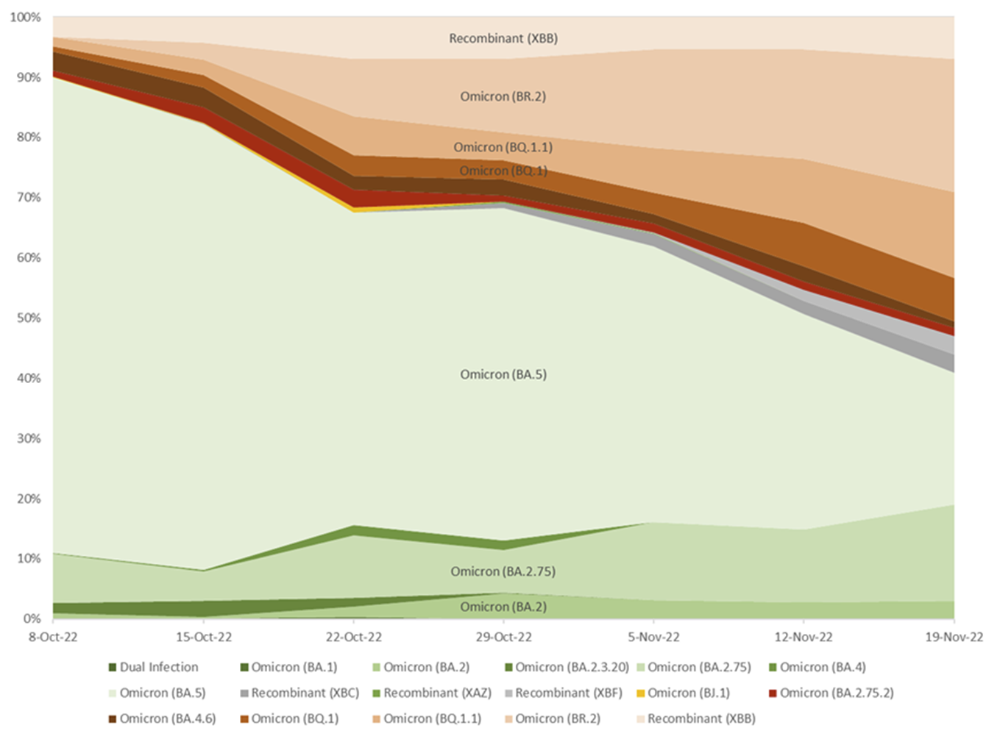 100%
90%
80%
70%
60%
50%
40%
30%
20%
10%
0%
Recombinant (XBB)
Omicron (BR.2)
Omicron (BQ.1.1)
Omicron (BQ.1)
Omicron (BA.5)
Omicron (BA.2.75)
Omicron (BA.2)
8-Oct-22 15-Oct-22 22-Oct-22 29-Oct-22 5-Nov-22 12-Nov-22 19-Nov-22
Dual Infection Omicron (BA.1) Omicron (BA.2) Omicron (BA.2.3.20) Omicron (BA.2.75) Omicron (BA.4)
Omicron (BA.5) Recombinant (XBC) Recombinant (XAZ) Recombinant (XBF) Omicron (BJ.1) Omicron (BA.2.75.2)
Omicron (BA.4.6) Omicron (BQ.1) Omicron (BQ.1.1) Omicron (BR.2) Recombinant (XBB)